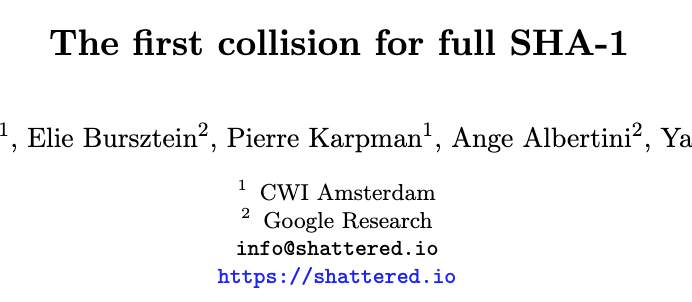 The first collision for full SHA-1
¹, Elie Bursztein², Pierre Karpman¹, Ange Albertini², Ya
¹ CWI Amsterdam
² Google Research
info@shattered.io
https://shattered.io